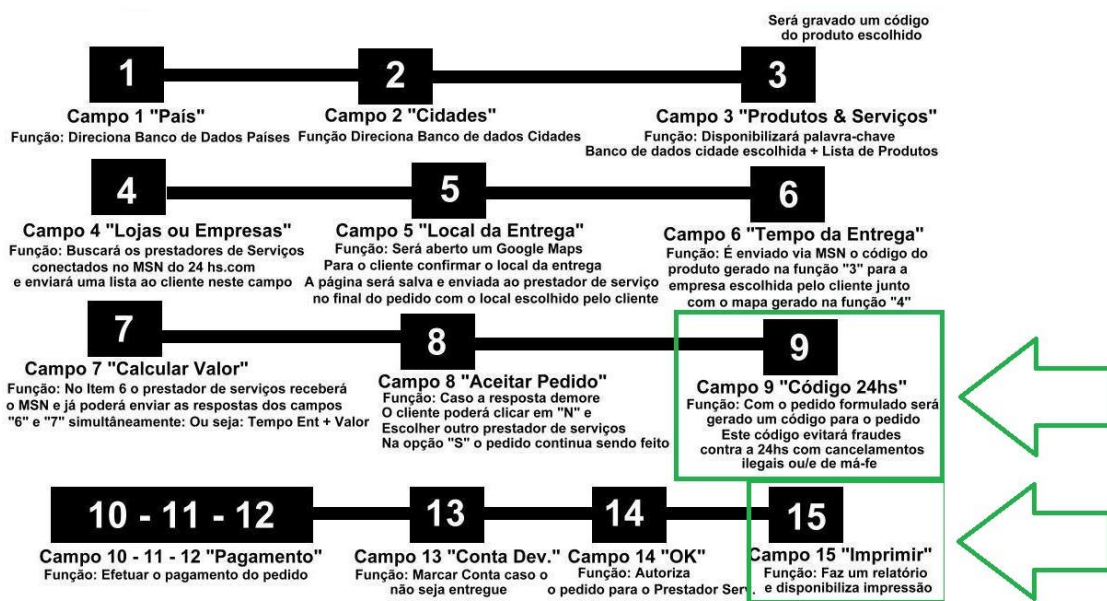 Será gravado um código
do produto escolhido
1
2
3
Campo 1 "País"
Função: Direciona Banco de Dados Países
Campo 2 "Cidades"
Função Direciona Banco de dados Cidades
Campo 3 "Produtos & Serviços"
Função: Disponibilizará palavra-chave
Banco de dados cidade escolhida + Lista de Produtos
4
5
6
Campo 4 "Lojas ou Empresas"
Função: Buscará os prestadores de Serviços
conectados no MSN do 24 hs.com
e enviará uma lista ao cliente neste campo
Campo 5 "Local da Entrega"
Função: Será aberto um Google Maps
Para o cliente confirmar o local da entrega
A página será salva e enviada ao prestador de serviço
no final do pedido com o local escolhido pelo cliente
Campo 6 "Tempo da Entrega"
Função: É enviado via MSN o código do
produto gerado na função "3" para a
empresa escolhida pelo cliente junto
com o mapa gerado na função "4"
7
8
9
Campo 7 "Calcular Valor"
Função: No Item 6 o prestador de serviços receberá
o MSN e já poderá enviar as respostas dos campos
"6" e "7" simultâneamente: Ou seja: Tempo Ent + Valor
Campo 8 "Aceitar Pedido"
Função: Caso a resposta demore
O cliente poderá clicar em "N" e
Escolher outro prestador de serviços
Na opção "S" o pedido continua sendo feito
Campo 9 "Código 24hs"
Função: Com o pedido formulado será
gerado um código para o pedido
Este código evitará fraudes
contra a 24hs com cancelamentos
ilegais ou/e de má-fe
10 - 11 - 12
13
14
15
Campo 10 - 11 - 12 "Pagamento"
Função: Efetuar o pagamento do pedido
Campo 13 "Conta Dev."
Função: Marcar Conta caso o
não seja entregue
Campo 14 "OK"
Função: Autoriza
o pedido para o Prestador Serv.
Campo 15 "Imprimir"
Função: Faz um relatório
e disponibiliza impressão